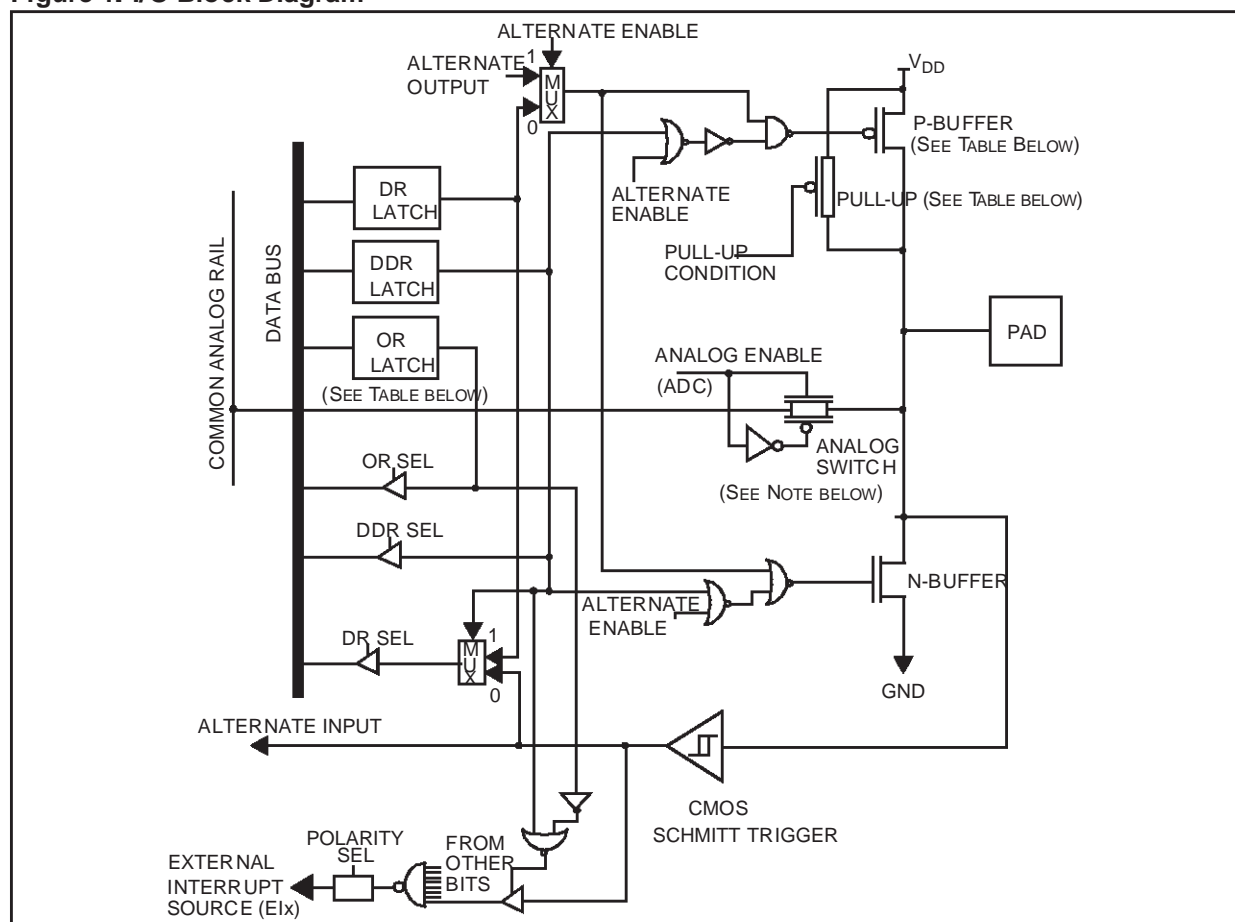 ALTERNATE ENABLE
ALTERNATE
OUTPUT
1
MUX
0
VDD
P-BUFFER
(SEE TABLE BELOW)
ALTERNATE
ENABLE
PULL-UP (SEE TABLE BELOW)
PULL-UP
CONDITION
DR
LATCH
DDR
LATCH
OR
LATCH
(SEE TABLE BELOW)
COMMON ANALOG RAIL
DATA BUS
PAD
ANALOG ENABLE
(ADC)
ANALOG
SWITCH
(SEE NOTE BELOW)
OR SEL
DDR SEL
DR SEL
1
MUX
0
ALTERNATE
ENABLE
N-BUFFER
GND
ALTERNATE INPUT
CMOS
SCHMITT TRIGGER
POLARITY
SEL
FROM
OTHER
BITS
EXTERNAL
INTERRUPT
SOURCE (EIx)